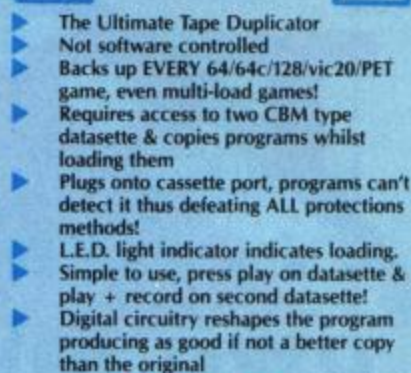 The Ultimate Tape Duplicator
Not software controlled
Backs up EVERY 64/64c/128/vic20/PET
game, even multi-load games!
Requires access to two CBM type
datasette & copies programs whilst
loading them
Plugs onto cassette port, programs can't
detect it thus defeating ALL protections
methods!
L.E.D. light indicator indicates loading.
Simple to use, press play on datasette &
play + record on second datasette!
Digital circuitry reshapes the program
producing as good if not a better copy
than the original